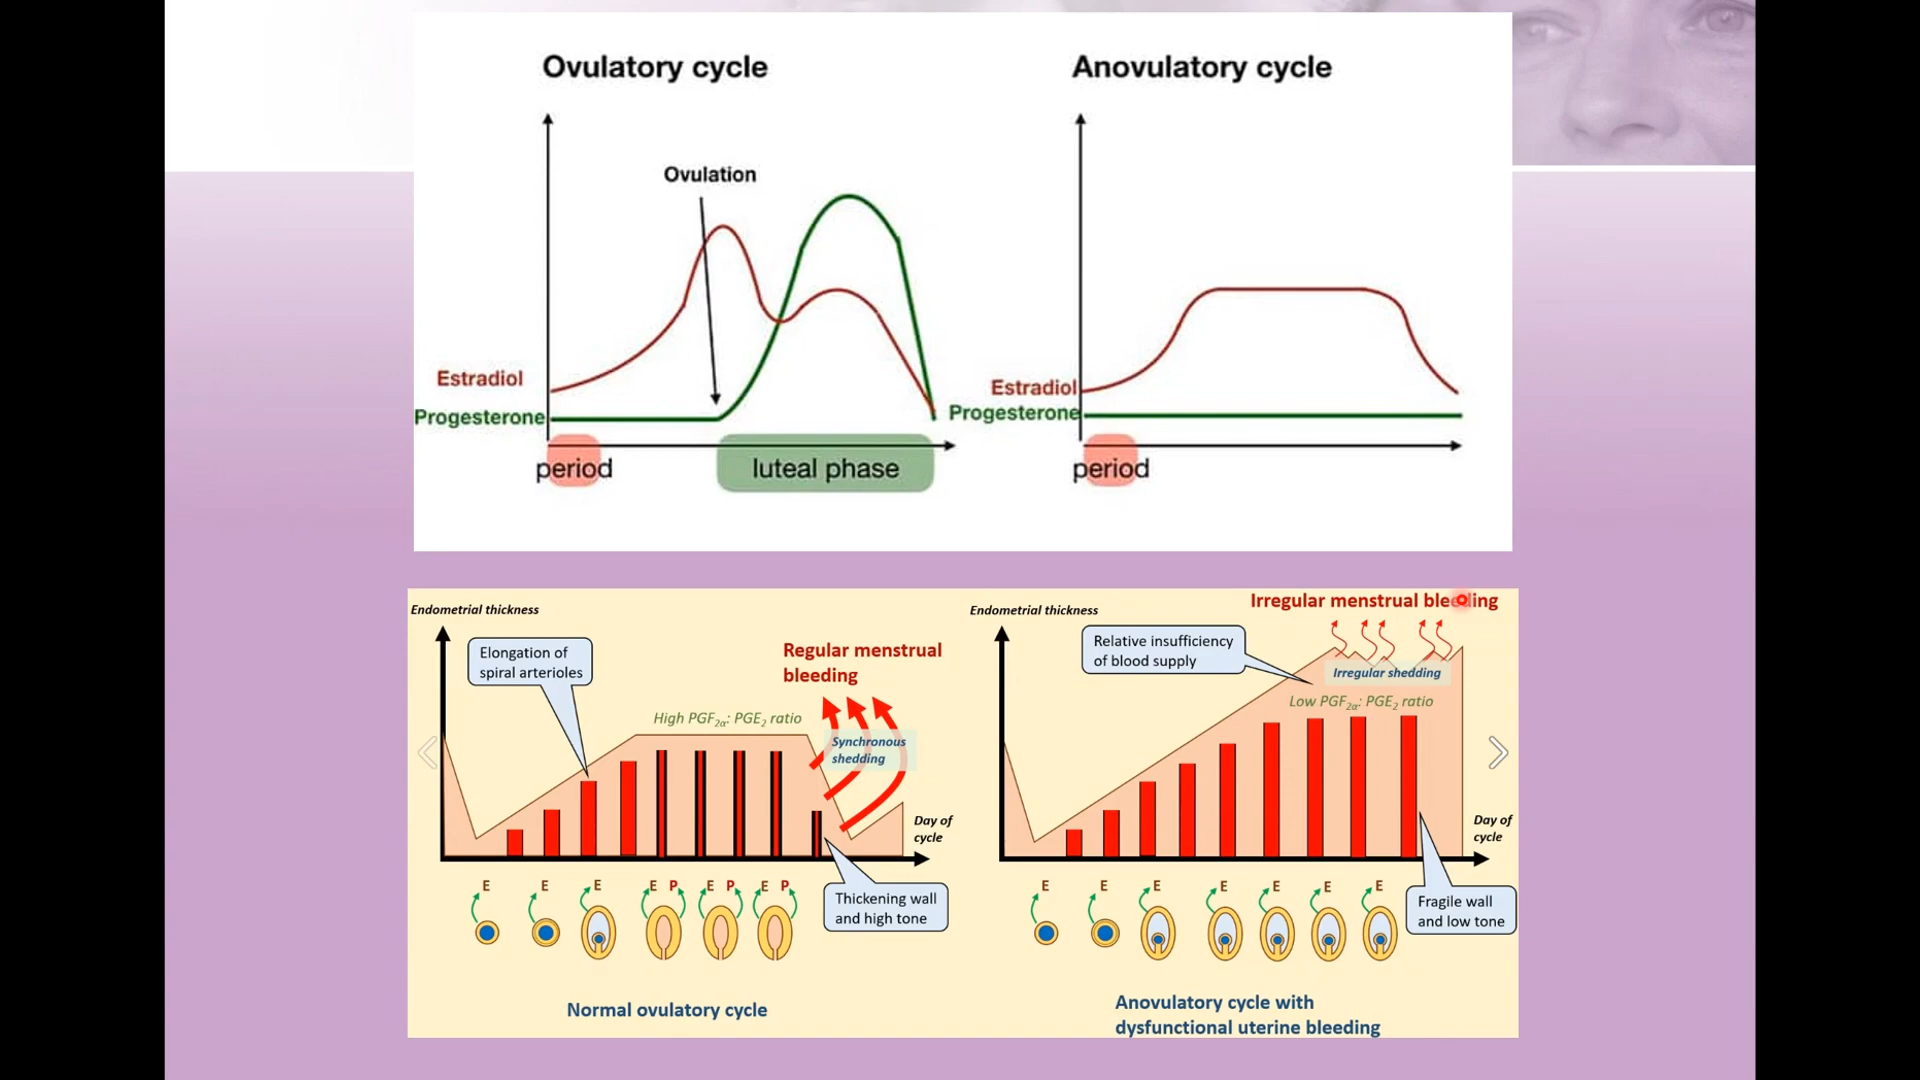 Ovulatory cycle
Ovulation
Estradiol
Progesterone
period
luteal phase
Anovulatory cycle
Estradiol
Progesterone
period
Endometrial thickness
Elongation of
spiral arterioles
Regular menstrual
bleeding
High PGF2α: PGE2 ratio
Synchronous
shedding
Day of
cycle
E E E E P E P E P
Thickening wall
and high tone
Normal ovulatory cycle
Endometrial thickness
Irregular menstrual bleeding
Relative insufficiency
of blood supply
Irregular shedding
Low PGF2α: PGE2 ratio
Day of
cycle
E E E E E E E
Fragile wall
and low tone
Anovulatory cycle with
dysfunctional uterine bleeding